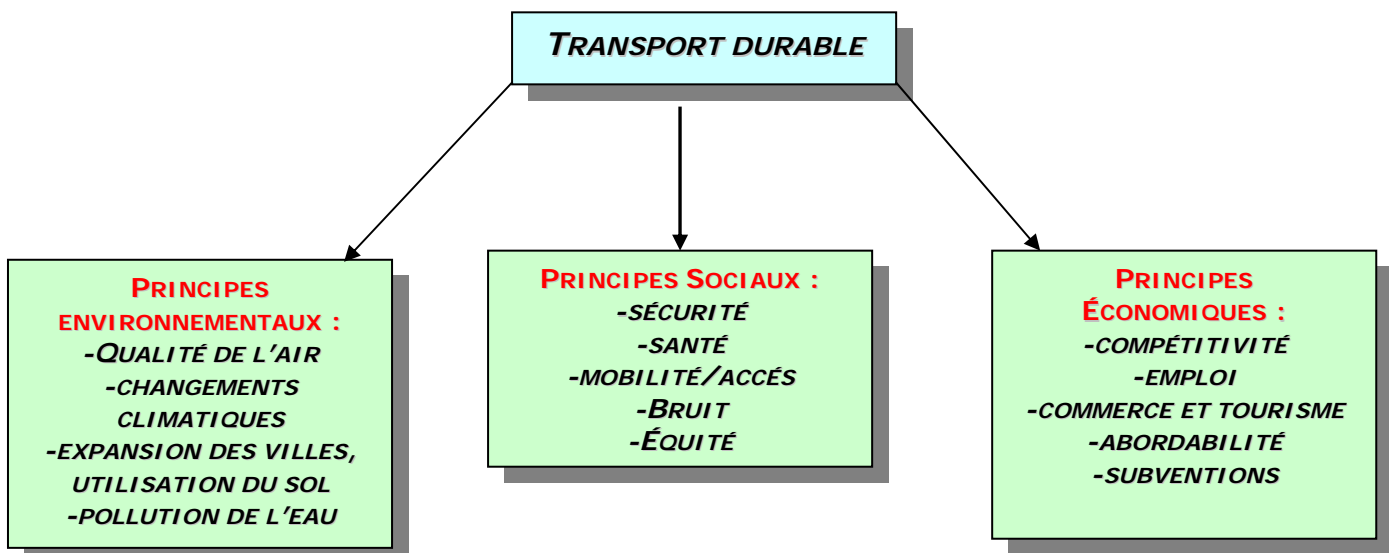 TRANSPORT DURABLE
PRINCIPES
ENVIRONNEMENTAUX :
-QUALITÉ DE L'AIR
-CHANGEMENTS
CLIMATIQUES
-EXPANSION DES VILLES,
UTILISATION DU SOL
-POLLUTION DE L'EAU
PRINCIPES SOCIAUX :
-SÉCURITÉ
-SANTÉ
-MOBILITÉ/ACCÉS
-BRUIT
-ÉQUITÉ
PRINCIPES
ÉCONOMIQUES :
-COMPÉTITIVITÉ
-EMPLOI
-COMMERCE ET TOURISME
-ABORDABILITÉ
-SUBVENTIONS